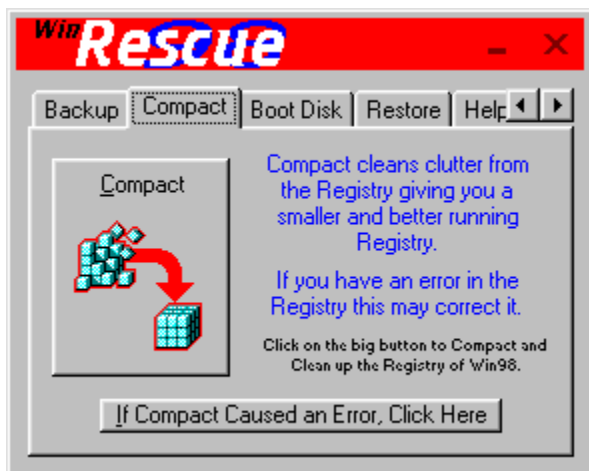 WinRescue
Backup Compact Boot Disk Restore Help
Compact
Compact cleans clutter from
the Registry giving you a
smaller and better running
Registry.
If you have an error in the
Registry this may correct it.
Click on the big button to Compact and
Clean up the Registry of Win98.
If Compact Caused an Error, Click Here